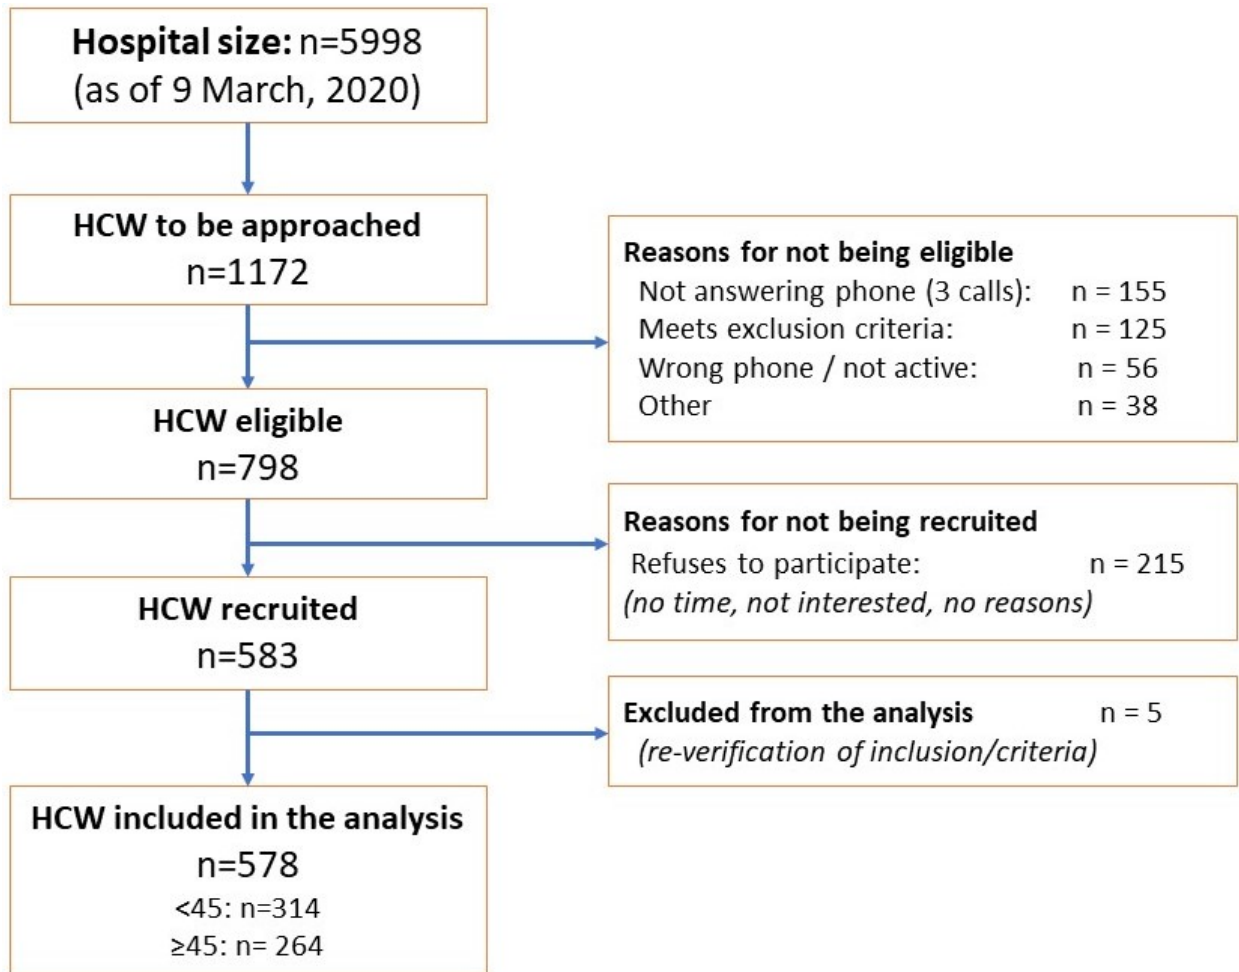 Hospital size: n=5998
(as of 9 March, 2020)
HCW to be approached
n=1172
Reasons for not being eligible
Not answering phone (3 calls): n = 155
Meets exclusion criteria: n = 125
Wrong phone / not active: n = 56
Other n = 38
HCW eligible
n=798
Reasons for not being recruited
Refuses to participate: n = 215
(no time, not interested, no reasons)
HCW recruited
n=583
Excluded from the analysis n = 5
(re-verification of inclusion/criteria)
HCW included in the analysis
n=578
<45: n=314
≥45: n= 264